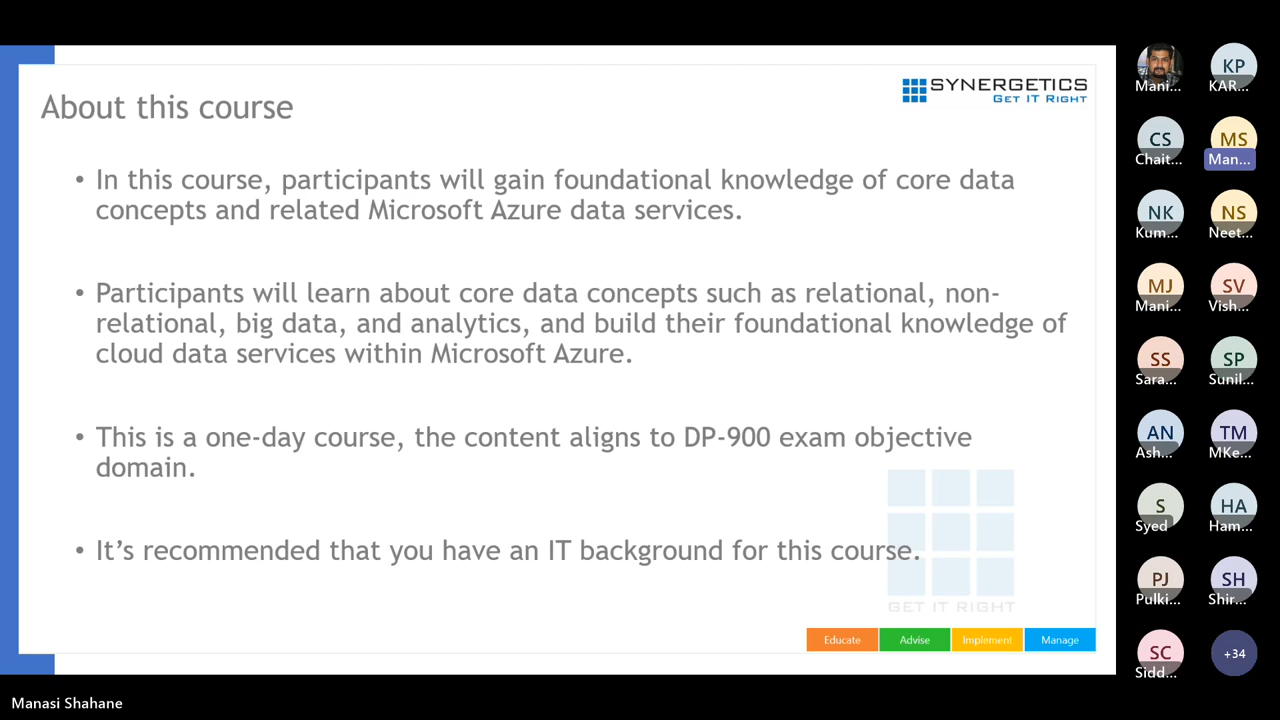 SYNERGETICS
GET IT RIGHT
About this course
• In this course, participants will gain foundational knowledge of core data
concepts and related Microsoft Azure data services.
• Participants will learn about core data concepts such as relational, non-
relational, big data, and analytics, and build their foundational knowledge of
cloud data services within Microsoft Azure.
• This is a one-day course, the content aligns to DP-900 exam objective
domain.
• It’s recommended that you have an IT background for this course.
GET IT RIGHT
Educate Advise Implement Manage
Manasi Shahane
KP
Mani... KAR...
CS MS
Chait... Man...
NK NS
Kum... Neet...
MJ SV
Mani... Vish...
SS SP
Sara... Sunil...
AN TM
Ash... MKe...
S HA
Syed Ham...
PJ SH
Pulki... Shir...
SC +34
Sidd...